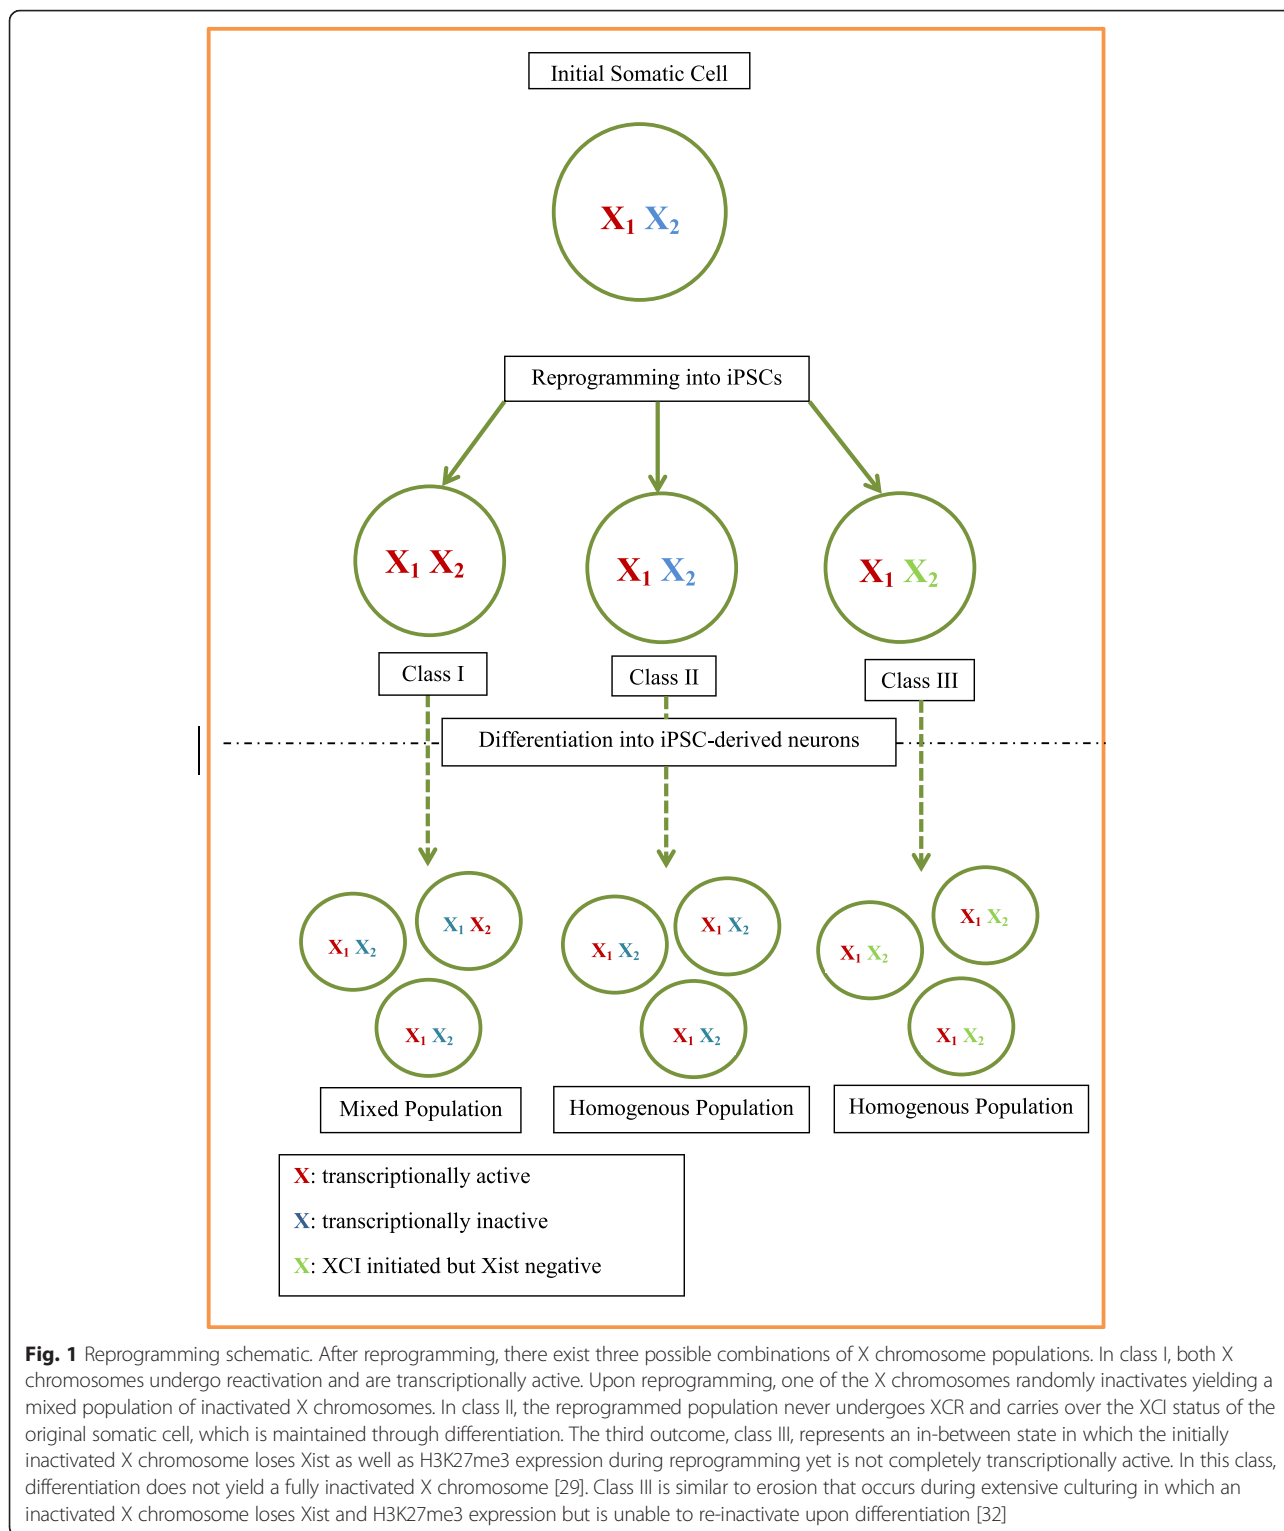 Initial Somatic Cell
X₁ X₂
Reprogramming into iPSCs
X₁ X₂
X₁ X₂
X₁ X₂
Class I
Class II
Class III
Differentiation into iPSC-derived neurons
X₁ X₂
X₁ X₂
X₁ X₂
X₁ X₂
X₁ X₂
X₁ X₂
X₁ X₂
X₁ X₂
X₁ X₂
Mixed Population
Homogenous Population
Homogenous Population
X: transcriptionally active
X: transcriptionally inactive
X: XCI initiated but Xist negative
Fig. 1 Reprogramming schematic. After reprogramming, there exist three possible combinations of X chromosome populations. In class I, both X
chromosomes undergo reactivation and are transcriptionally active. Upon reprogramming, one of the X chromosomes randomly inactivates yielding a
mixed population of inactivated X chromosomes. In class II, the reprogrammed population never undergoes XCR and carries over the XCI status of the
original somatic cell, which is maintained through differentiation. The third outcome, class III, represents an in-between state in which the initially
inactivated X chromosome loses Xist as well as H3K27me3 expression during reprogramming yet is not completely transcriptionally active. In this class,
differentiation does not yield a fully inactivated X chromosome [29]. Class III is similar to erosion that occurs during extensive culturing in which an
inactivated X chromosome loses Xist and H3K27me3 expression but is unable to re-inactivate upon differentiation [32]